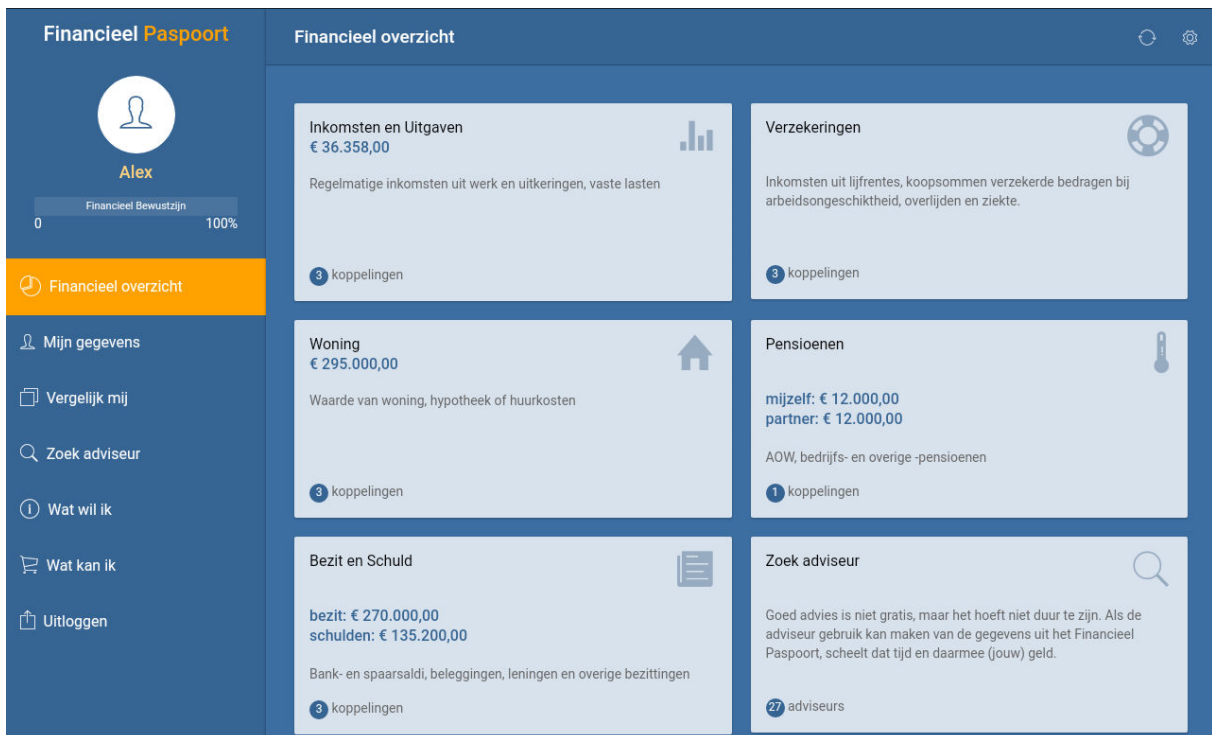 Financieel Paspoort
Alex
Financieel Bewustzijn
0 100%
Financieel overzicht
Mijn gegevens
Vergelijk mij
Zoek adviseur
Wat wil ik
Wat kan ik
Uitloggen
Financieel overzicht
Inkomsten en Uitgaven
€ 36.358,00
Regelmatige inkomsten uit werk en uitkeringen, vaste lasten
3 koppelingen
Verzekeringen
Inkomsten uit lijfrentes, koopsommen verzekerde bedragen bij
arbeidsongeschiktheid, overlijden en ziekte.
3 koppelingen
Woning
€ 295.000,00
Waarde van woning, hypotheek of huurkosten
3 koppelingen
Pensioenen
mijzelf: € 12.000,00
partner: € 12.000,00
AOW, bedrijfs- en overige -pensioenen
1 koppelingen
Bezit en Schuld
bezit: € 270.000,00
schulden: € 135.200,00
Bank- en spaarsaldi, beleggingen, leningen en overige bezittingen
3 koppelingen
Zoek adviseur
Goed advies is niet gratis, maar het hoeft niet duur te zijn. Als de
adviseur gebruik kan maken van de gegevens uit het Financieel
Paspoort, scheelt dat tijd en daarmee (jouw) geld.
27 adviseurs